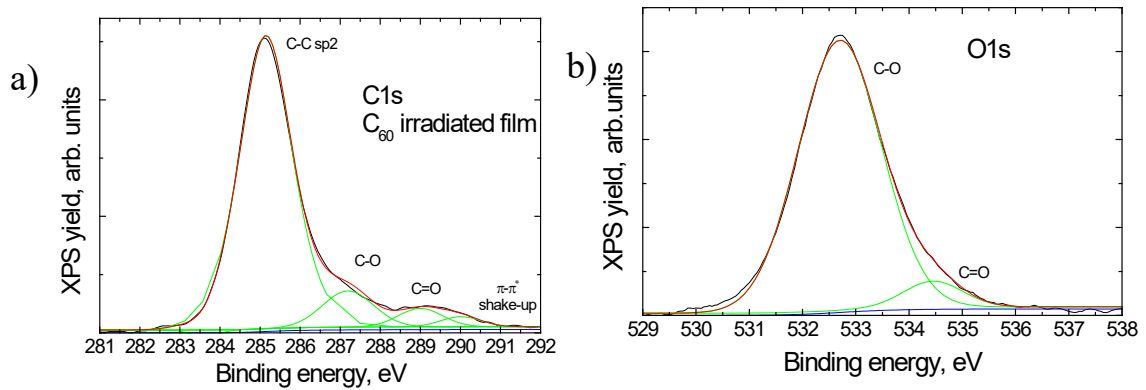 a)
XPS yield, arb. units
C-C sp2
C1s
C60 irradiated film
C-O
C=O
π-π*
shake-up
281 282 283 284 285 286 287 288 289 290 291 292
Binding energy, eV
b)
XPS yield, arb.units
O1s
C-O
C=O
529 530 531 532 533 534 535 536 537 538
Binding energy, eV